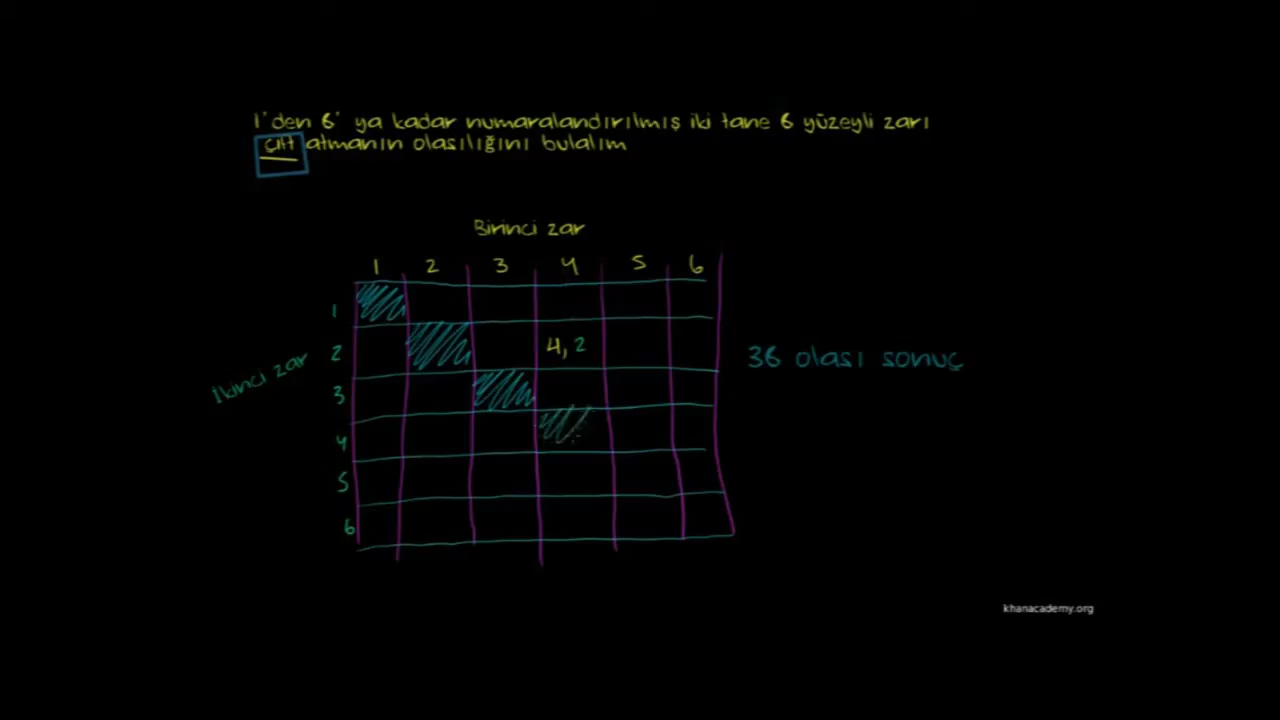 1'den 6' ya kadar numaralandırılmış iki tane 6 yüzeyli zarı
çift atmanın olasılığını bulalım
Birinci zar
1 2 3 4 5 6
1
2 4,2
İkinci zar
36 olası sonuç
3
4
5
6
khanacademy.org